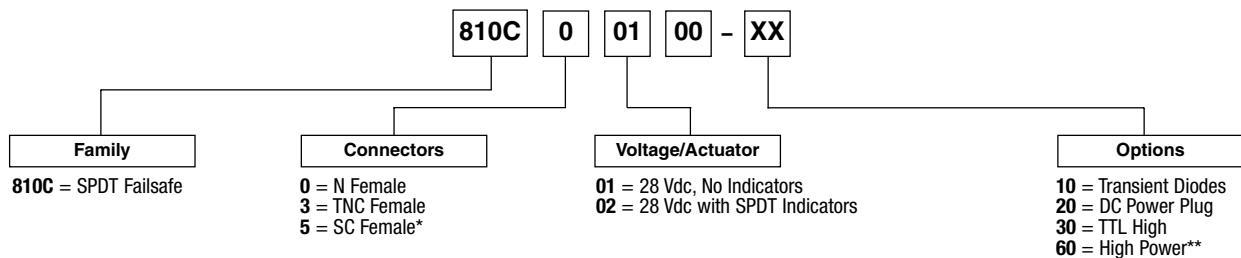 810C 0 01 00 – XX
Family
810C = SPDT Failsafe
Connectors
0 = N Female
3 = TNC Female
5 = SC Female*
Voltage/Actuator
01 = 28 Vdc, No Indicators
02 = 28 Vdc with SPDT Indicators
Options
10 = Transient Diodes
20 = DC Power Plug
30 = TTL High
60 = High Power**